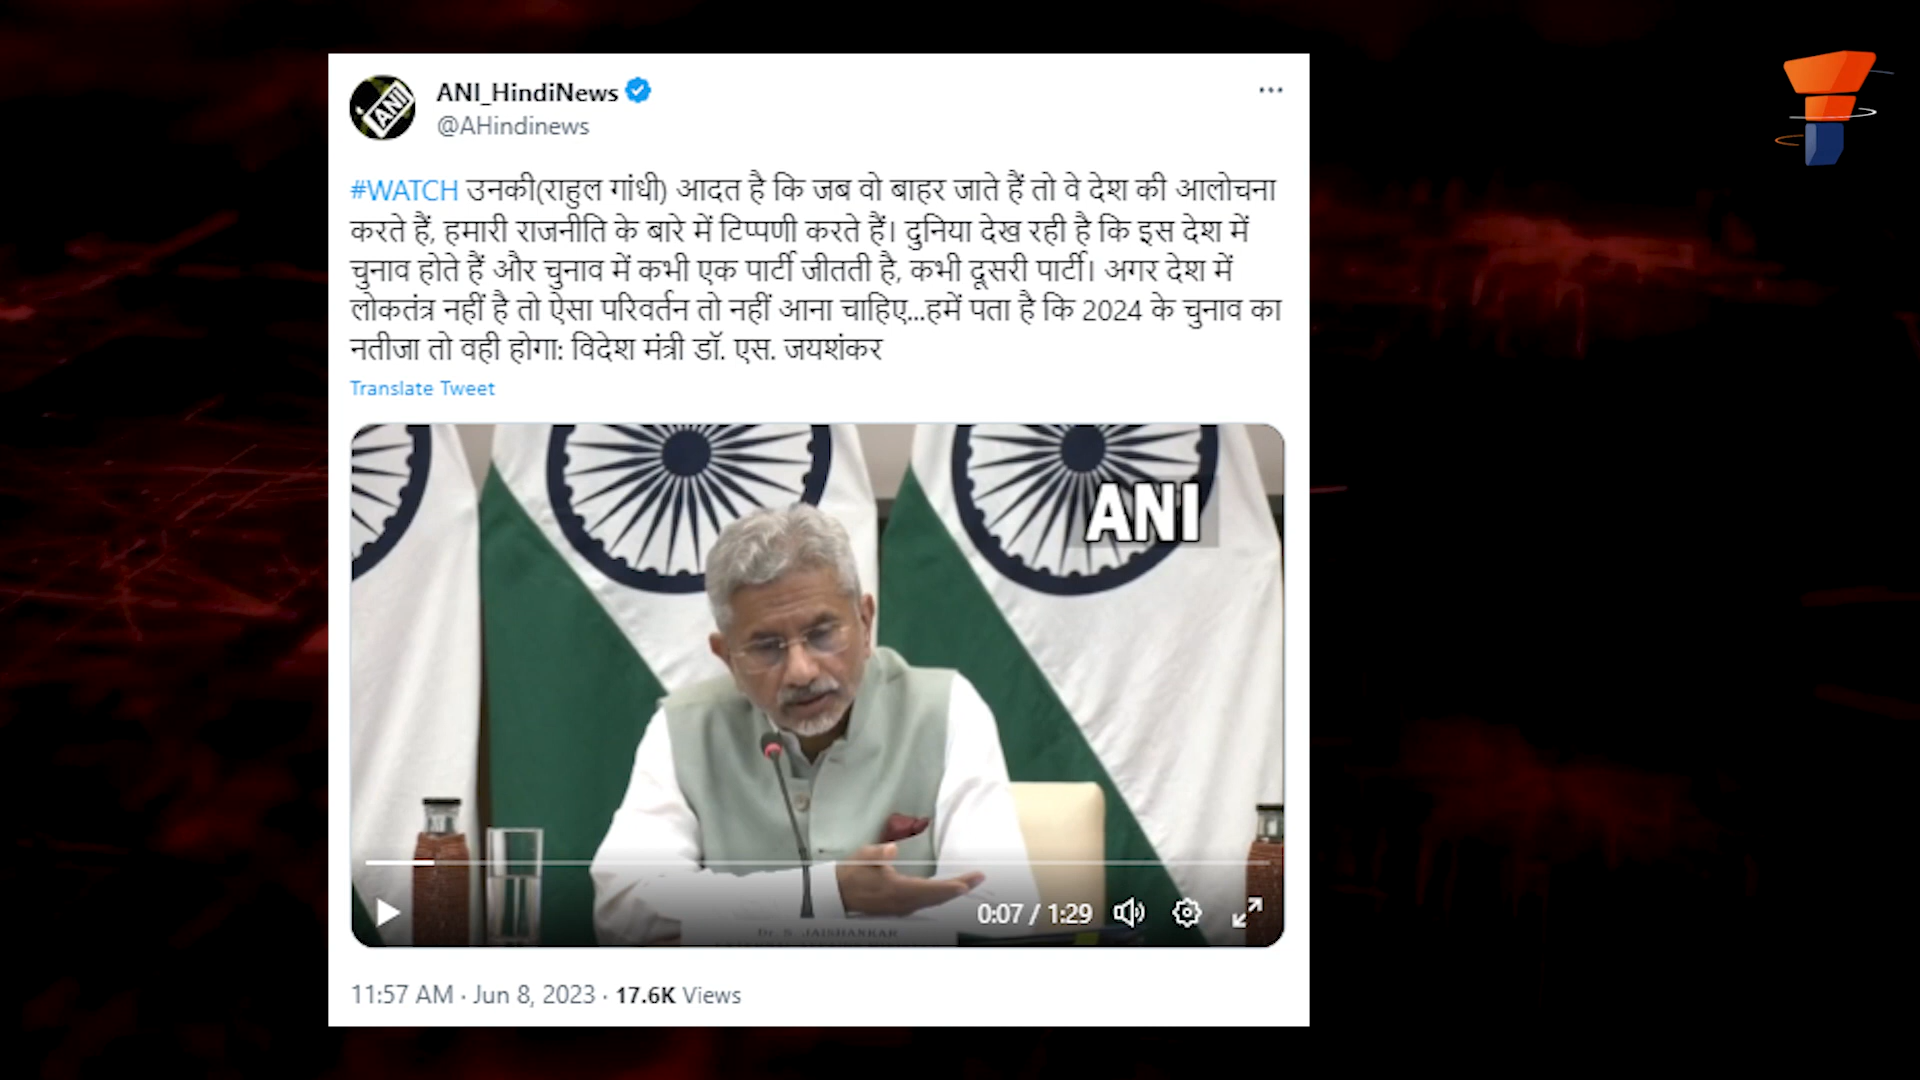 ANI_HindiNews
@AHindinews
#WATCH उनकी(राहुल गांधी) आदत है कि जब वो बाहर जाते हैं तो वे देश की आलोचना
करते हैं, हमारी राजनीति के बारे में टिप्पणी करते हैं। दुनिया देख रही है कि इस देश में
चुनाव होते हैं और चुनाव में कभी एक पार्टी जीतती है, कभी दूसरी पार्टी। अगर देश में
लोकतंत्र नहीं है तो ऐसा परिवर्तन तो नहीं आना चाहिए...हमें पता है कि 2024 के चुनाव का
नतीजा तो वही होगा: विदेश मंत्री डॉ. एस. जयशंकर
Translate Tweet
ANI
Dr. S. JAISHANKAR
0:07 / 1:29
11:57 AM · Jun 8, 2023 · 17.6K Views